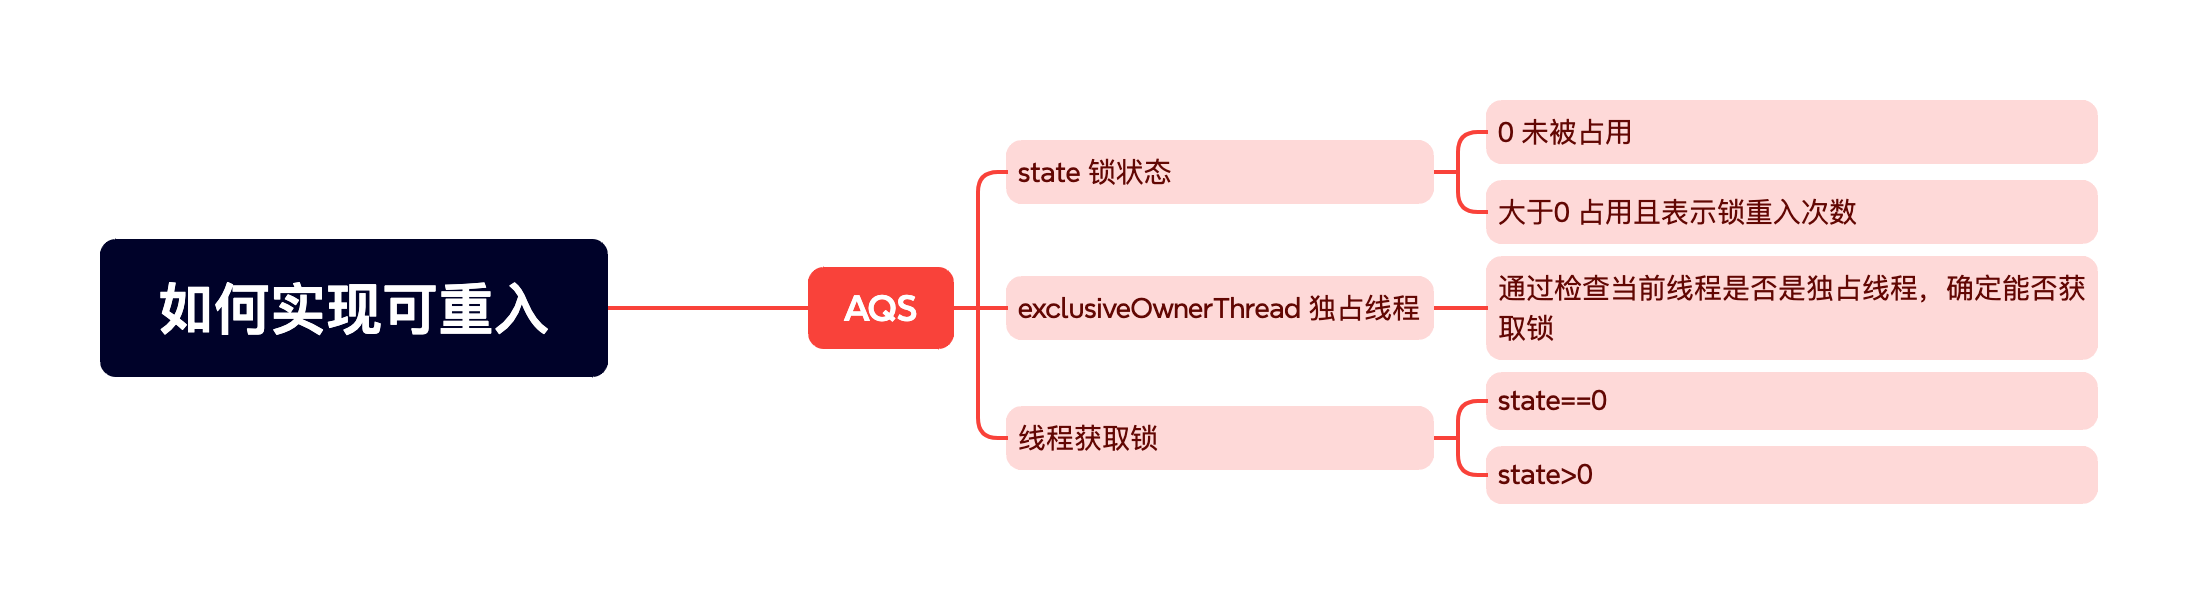 如何实现可重入
AQS
state 锁状态
0 未被占用
大于0 占用且表示锁重入次数
exclusiveOwnerThread 独占线程
通过检查当前线程是否是独占线程，确定能否获
取锁
线程获取锁
state==0
state>0